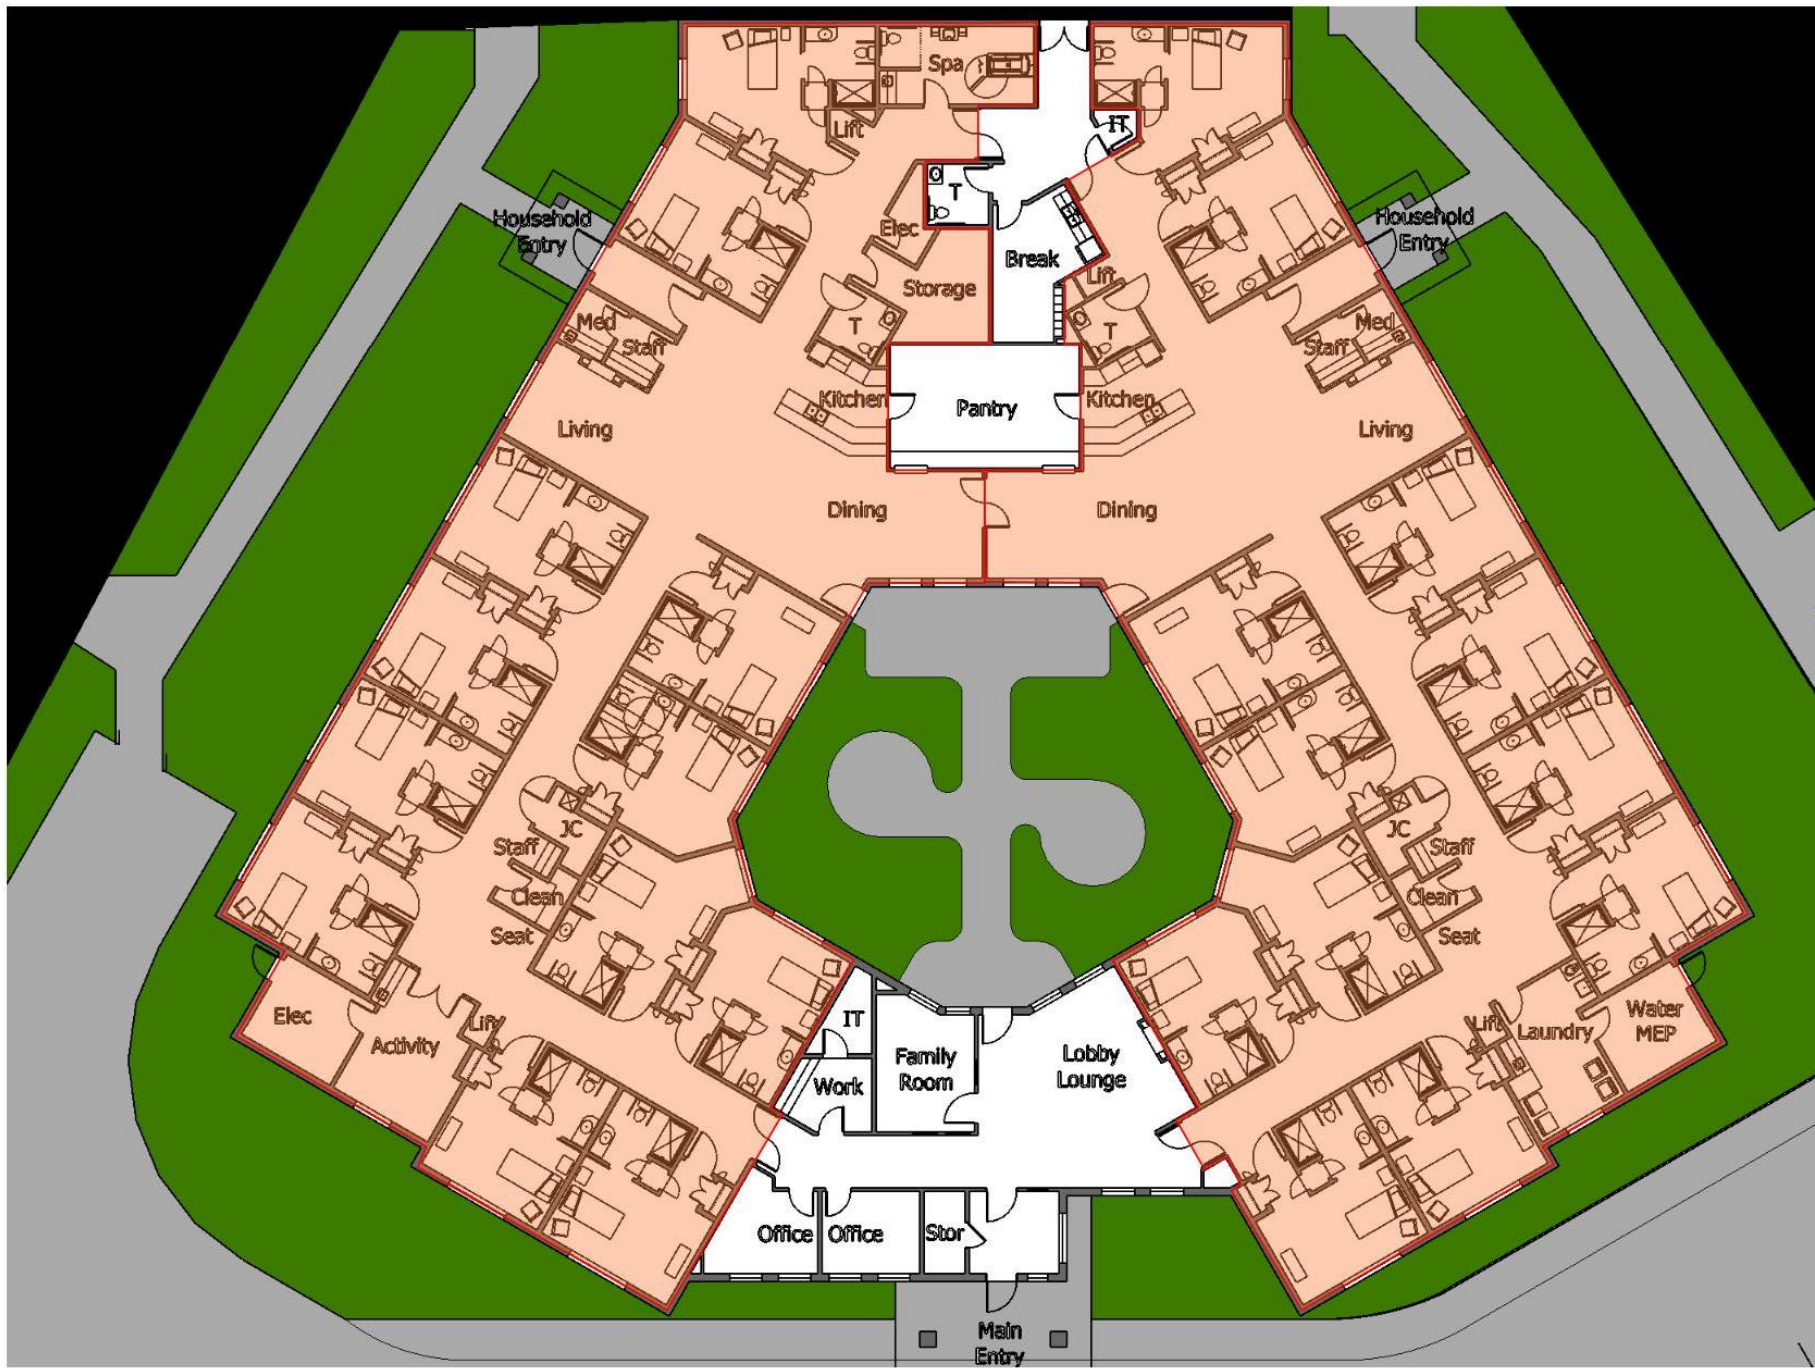 Spa
IT
Lift
T
Household
Entry
Household
Entry
Elec
Break
Lift
Storage
Med
Staff
T
T
Med
Staff
Kitchen
Pantry
Kitchen
Living
Living
Dining
Dining
JC
Staff
Clean
Seat
JC
Staff
Clean
Seat
Elec
Activity
Lift
IT
Work
Family
Room
Lobby
Lounge
Lift
Laundry
Water
MEP
Office
Office
Stor
Main
Entry